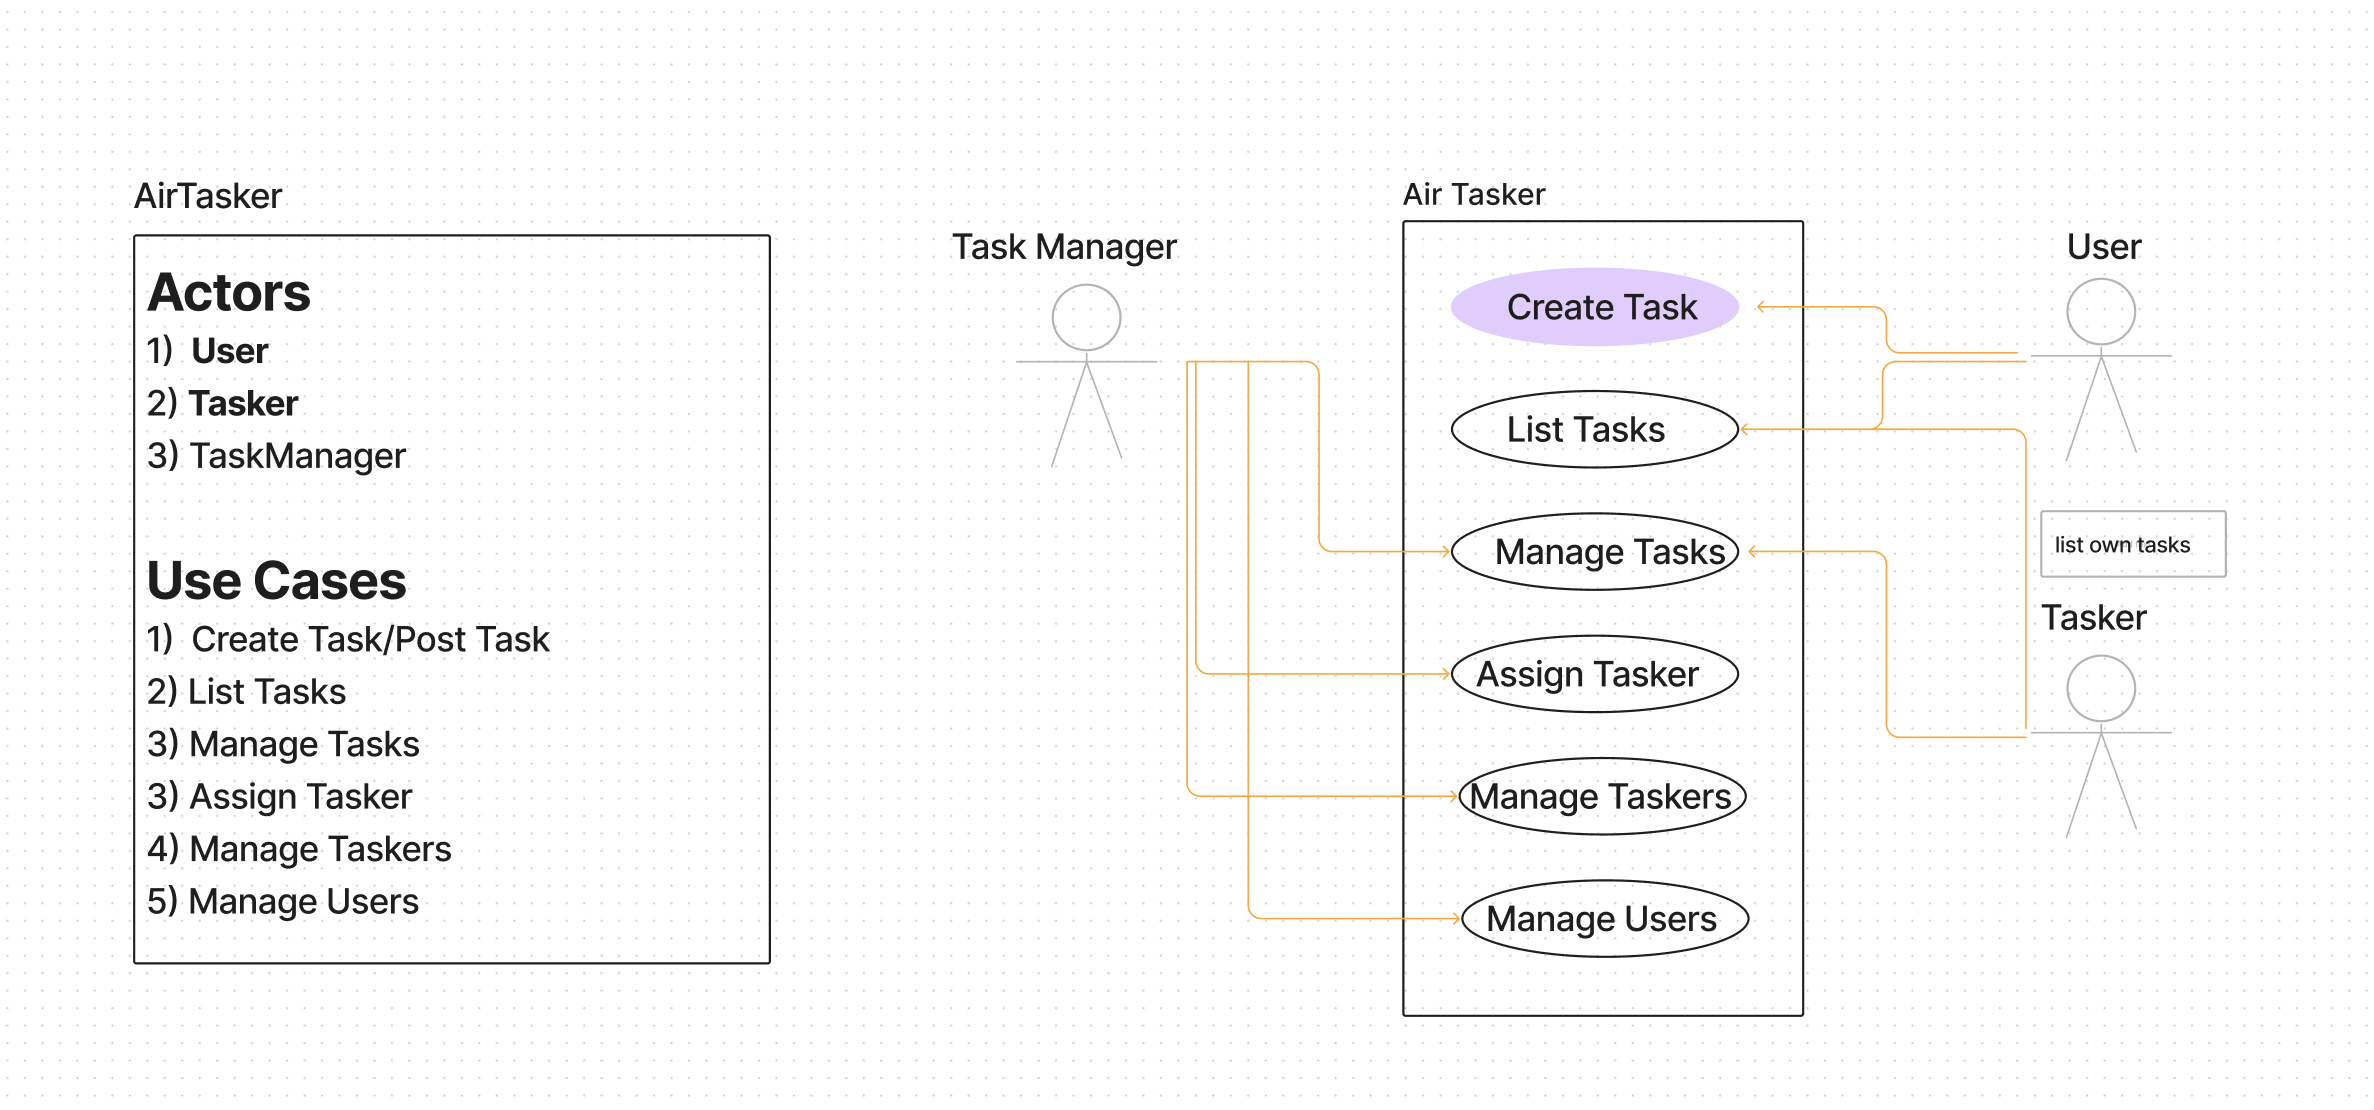 AirTasker
Actors
1) User
2) Tasker
3) TaskManager
Use Cases
1) Create Task/Post Task
2) List Tasks
3) Manage Tasks
3) Assign Tasker
4) Manage Taskers
5) Manage Users
Task Manager
Air Tasker
Create Task
List Tasks
Manage Tasks
Assign Tasker
Manage Taskers
Manage Users
User
list own tasks
Tasker